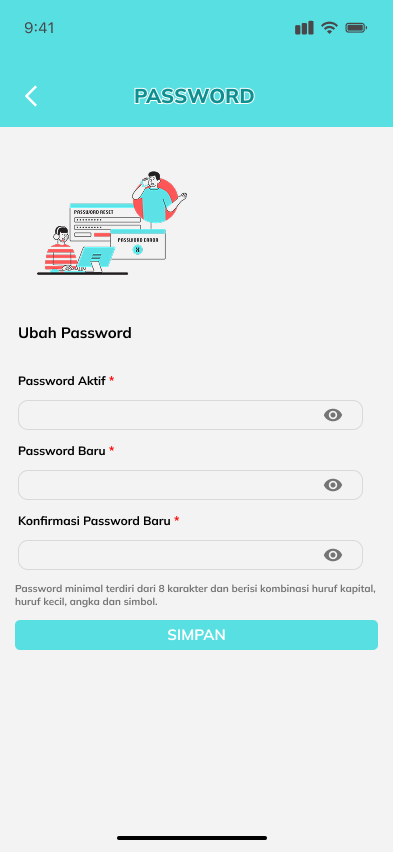 9:41
PASSWORD
PASSWORD RESET
PASSWORD ERROR
X
Ubah Password
Password Aktif *
Password Baru *
Konfirmasi Password Baru *
Password minimal terdiri dari 8 karakter dan berisi kombinasi huruf kapital,
huruf kecil, angka dan simbol.
SIMPAN